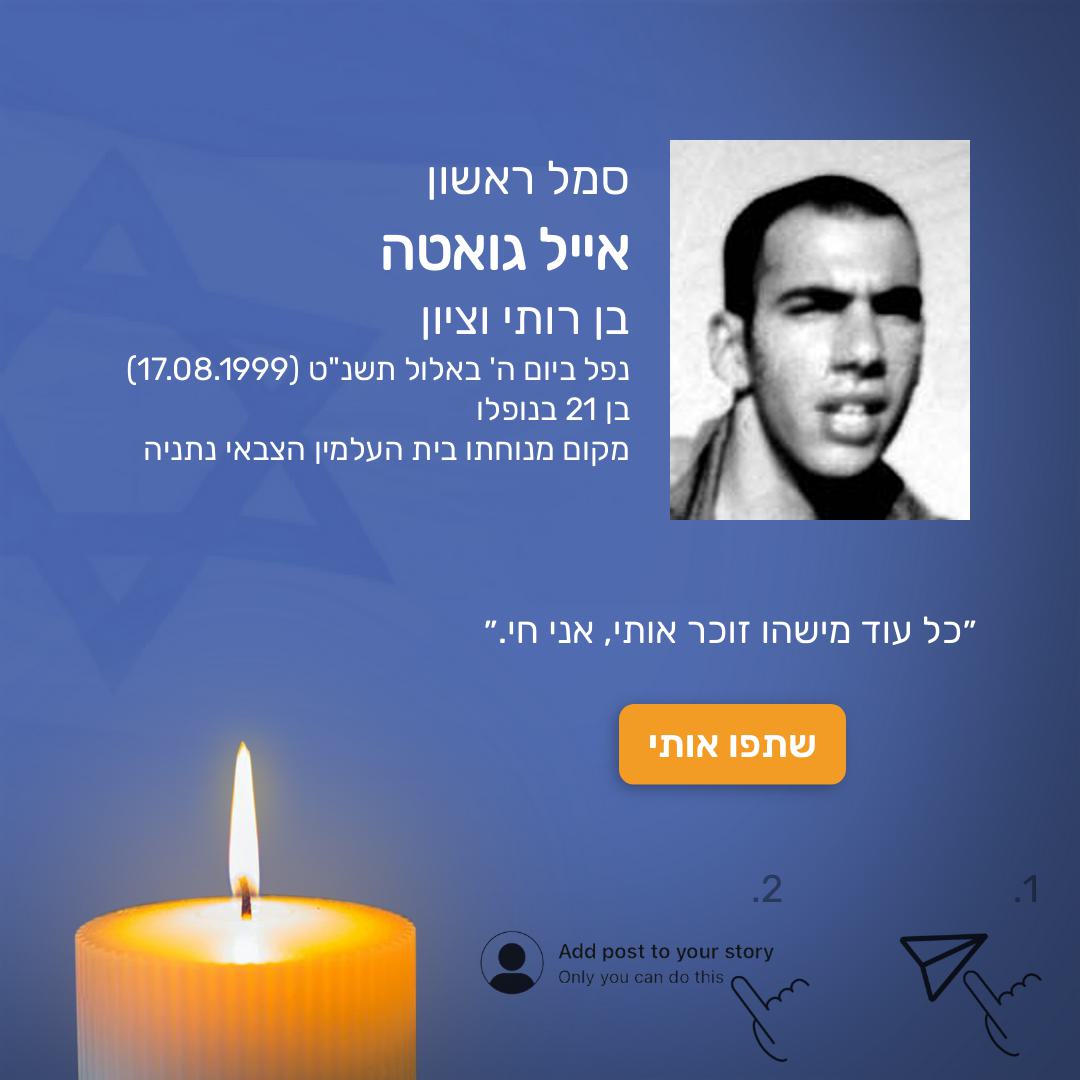 סמל ראשון
אייל גואטה
בן רותי וציון
נפל ביום ה' באלול תשנ"ט (17.08.1999)
בן 21 בנופלו
מקום מנוחתו בית העלמין הצבאי נתניה
״כל עוד מישהו זוכר אותי, אני חי.״
שתפו אותי
.1
.2
Add post to your story
Only you can do this